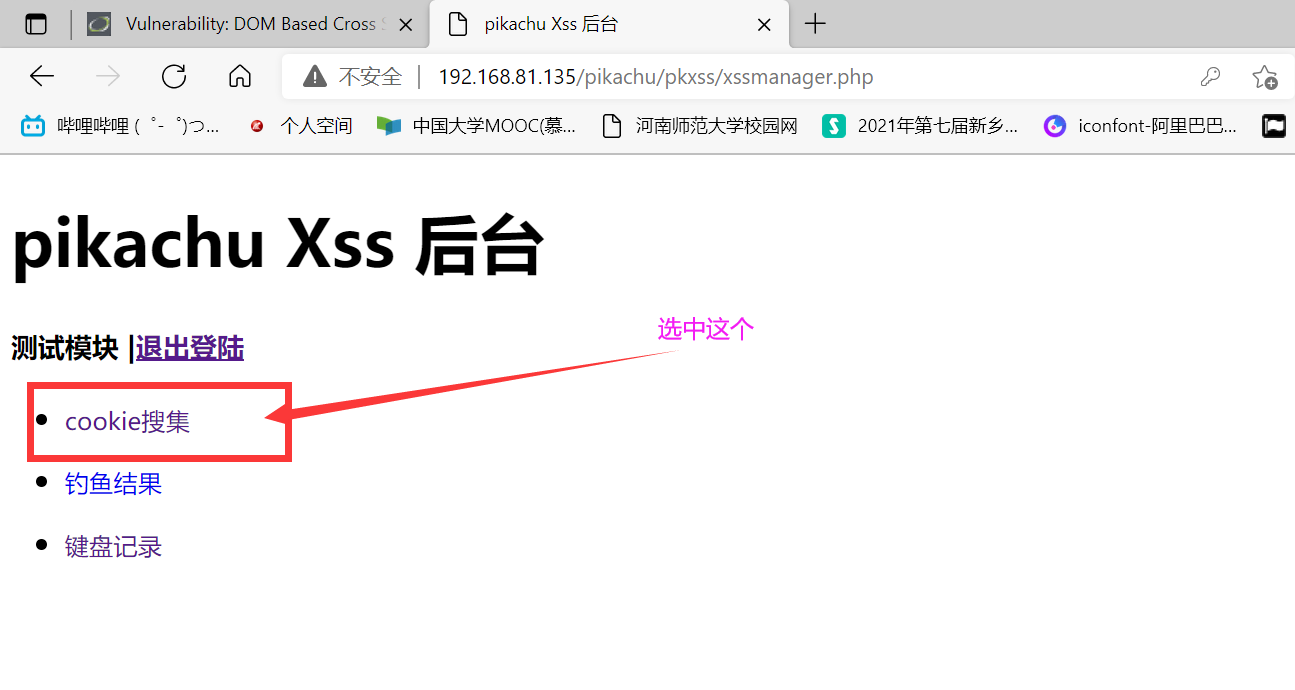 Vulnerability: DOM Based Cross S
pikachu Xss 后台
不安全 | 192.168.81.135/pikachu/pkxss/xssmanager.php
哔哩哔哩 (゜-゜)つ... 个人空间 中国大学MOOC(慕... 河南师范大学校园网 2021年第七届新乡... iconfont-阿里巴巴...
pikachu Xss 后台
选中这个
测试模块 |退出登陆
cookie搜集
钓鱼结果
键盘记录